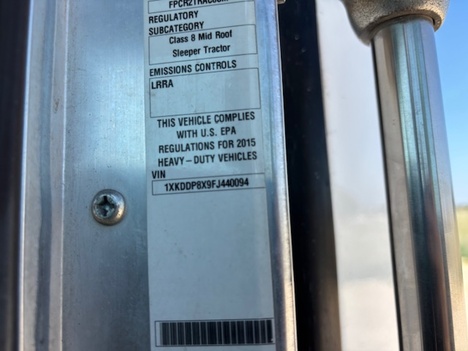 REGULATORY
SUBCATEGORY
Class 8 Mid Roof
Sleeper Tractor
EMISSIONS CONTROLS
LRRA
THIS VEHICLE COMPLIES
WITH U.S. EPA
REGULATIONS FOR 2015
HEAVY-DUTY VEHICLES
VIN
1XKDDP8X9FJ440094